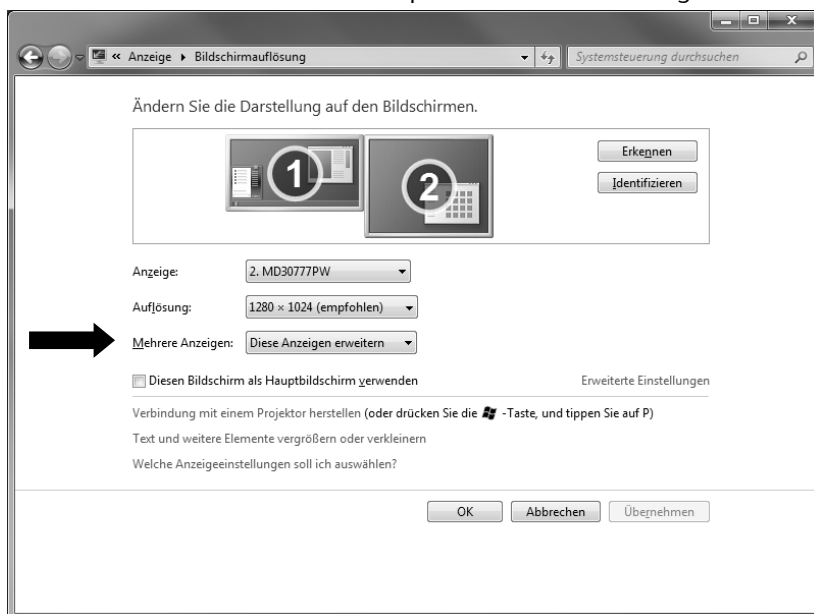 « Anzeige ▸ Bildschirmauflösung
Systemsteuerung durchsuchen
Ändern Sie die Darstellung auf den Bildschirmen.
1
2
Erkennen
Identifizieren
Anzeige: 2. MD30777PW
Auflösung: 1280 × 1024 (empfohlen)
Mehrere Anzeigen: Diese Anzeigen erweitern
Diesen Bildschirm als Hauptbildschirm verwenden
Erweiterte Einstellungen
Verbindung mit einem Projektor herstellen (oder drücken Sie die -Taste, und tippen Sie auf P)
Text und weitere Elemente vergrößern oder verkleinern
Welche Anzeigeeinstellungen soll ich auswählen?
OK
Abbrechen
Übernehmen